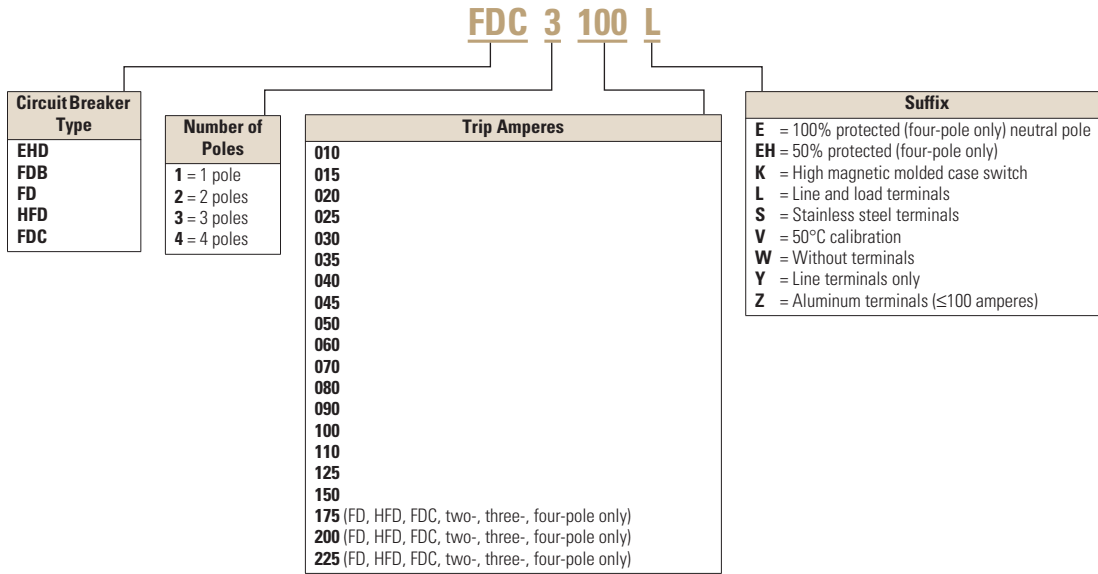 FDC 3 100 L
Circuit Breaker
Type
EHD
FDB
FD
HFD
FDC
Number of
Poles
1 = 1 pole
2 = 2 poles
3 = 3 poles
4 = 4 poles
Trip Amperes
010
015
020
025
030
035
040
045
050
060
070
080
090
100
110
125
150
175 (FD, HFD, FDC, two-, three-, four-pole only)
200 (FD, HFD, FDC, two-, three-, four-pole only)
225 (FD, HFD, FDC, two-, three-, four-pole only)
Suffix
E = 100% protected (four-pole only) neutral pole
EH = 50% protected (four-pole only)
K = High magnetic molded case switch
L = Line and load terminals
S = Stainless steel terminals
V = 50°C calibration
W = Without terminals
Y = Line terminals only
Z = Aluminum terminals (≤100 amperes)